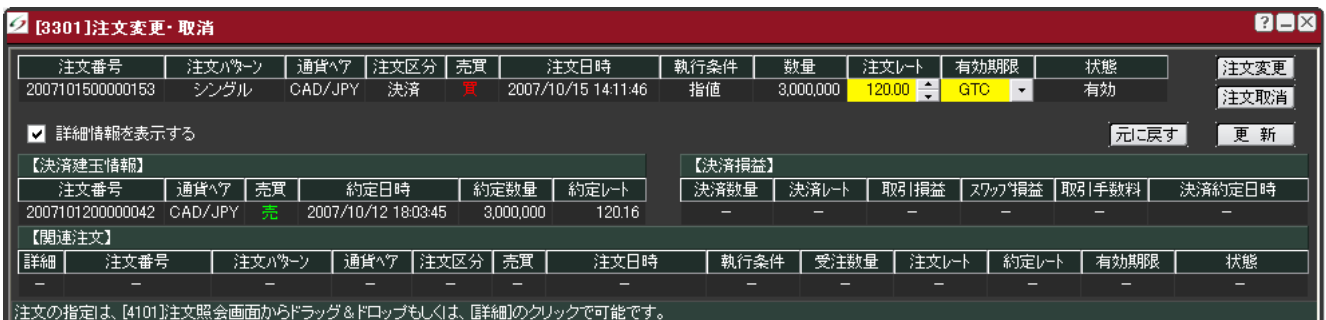 [3301]注文変更・取消
注文番号 注文パターン 通貨ペア 注文区分 売買 注文日時 執行条件 数量 注文レート 有効期限 状態 注文変更
2007101500000153 シングル CAD/JPY 決済 買 2007/10/15 14:11:46 指値 3,000,000 120.00 GTC 有効 注文取消
詳細情報を表示する 元に戻す 更 新
【決済建玉情報】 【決済損益】
注文番号 通貨ペア 売買 約定日時 約定数量 約定レート 決済数量 決済レート 取引損益 スワップ損益 取引手数料 決済約定日時
2007101200000042 CAD/JPY 売 2007/10/12 18:03:45 3,000,000 120.16 – – – – – –
【関連注文】
詳細 注文番号 注文パターン 通貨ペア 注文区分 売買 注文日時 執行条件 受注数量 注文レート 約定レート 有効期限 状態
– – – – – – – – – – – – –
注文の指定は、[4101]注文照会画面からドラッグ&ドロップもしくは、[詳細]のクリックで可能です。